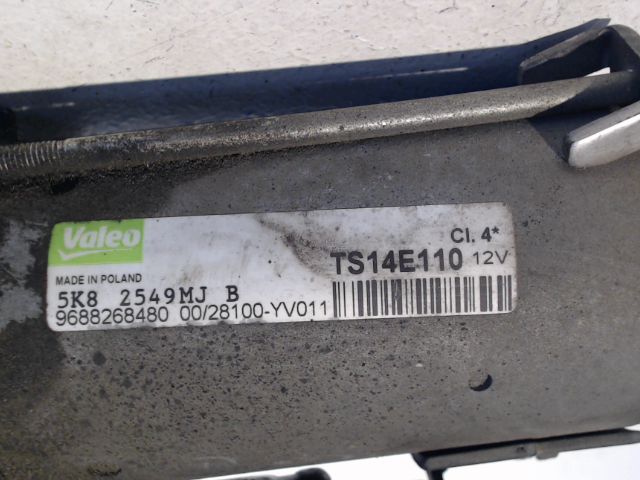 Valeo
MADE IN POLAND
Cl. 4*
TS14E110 12V
5K8 2549MJ B
9688268480 00/28100-YV011